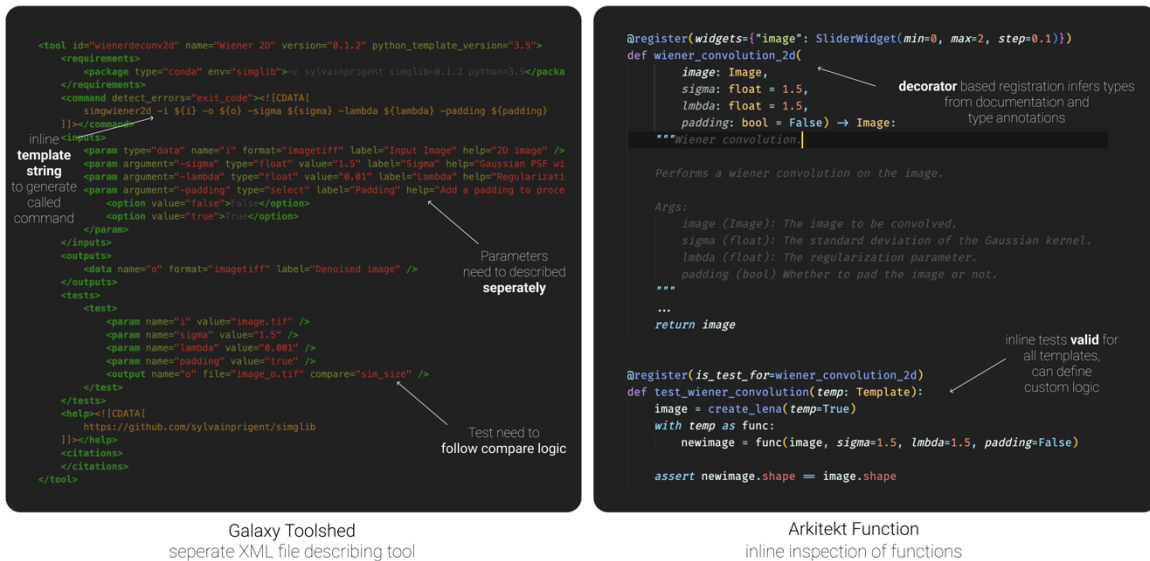 <tool id="wienerdeconv2d" name="Wiener 2D" version="0.1.2" python_template_version="3.5">
<requirements>
<package type="conda" env="simglib">-c sylvainprigent simglib=0.1.2 python=3.9</packa
</requirements>
<command detect_errors="exit_code"><![CDATA[
simgwiener2d -i ${i} -o ${o} -sigma ${sigma} -lambda ${lambda} -padding ${padding}
]]></command>
<inputs>
<param type="data" name="i" format="imagetiff" label="Input Image" help="2D image" />
<param argument="-sigma" type="float" value="1.5" label="Sigma" help="Gaussian PSF wi
<param argument="-lambda" type="float" value="0.01" label="Lambda" help="Regularizati
<param argument="-padding" type="select" label="Padding" help="Add a padding to proce
<option value="false">False</option>
<option value="true">True</option>
</param>
</inputs>
<outputs>
<data name="o" format="imagetiff" label="Denoised image" />
</outputs>
<tests>
<test>
<param name="i" value="image.tif" />
<param name="sigma" value="1.5" />
<param name="lambda" value="0.001" />
<param name="padding" value="true" />
<output name="o" file="image_o.tif" compare="sim_size" />
</test>
</tests>
<help><![CDATA[
https://github.com/sylvainprigent/simglib
]]></help>
<citations>
</citations>
</tool>
inline
template
string
to generate
called
command
Parameters
need to described
seperately
Test need to
follow compare logic
Galaxy Toolshed
seperate XML file describing tool
@register(widgets={"image": SliderWidget(min=0, max=2, step=0.1)})
def wiener_convolution_2d(
image: Image,
sigma: float = 1.5,
lmbda: float = 1.5,
padding: bool = False) → Image:
"""Wiener convolution.
Performs a wiener convolution on the image.
Args:
image (Image): The image to be convolved.
sigma (float): The standard deviation of the Gaussian kernel.
lmbda (float): The regularization parameter.
padding (bool) Whether to pad the image or not.
"""
...
return image
decorator based registration infers types
from documentation and
type annotations
inline tests valid for
all templates,
can define
custom logic
@register(is_test_for=wiener_convolution_2d)
def test_wiener_convolution(temp: Template):
image = create_lena(temp=True)
with temp as func:
newimage = func(image, sigma=1.5, lmbda=1.5, padding=False)
assert newimage.shape == image.shape
Arkitekt Function
inline inspection of functions